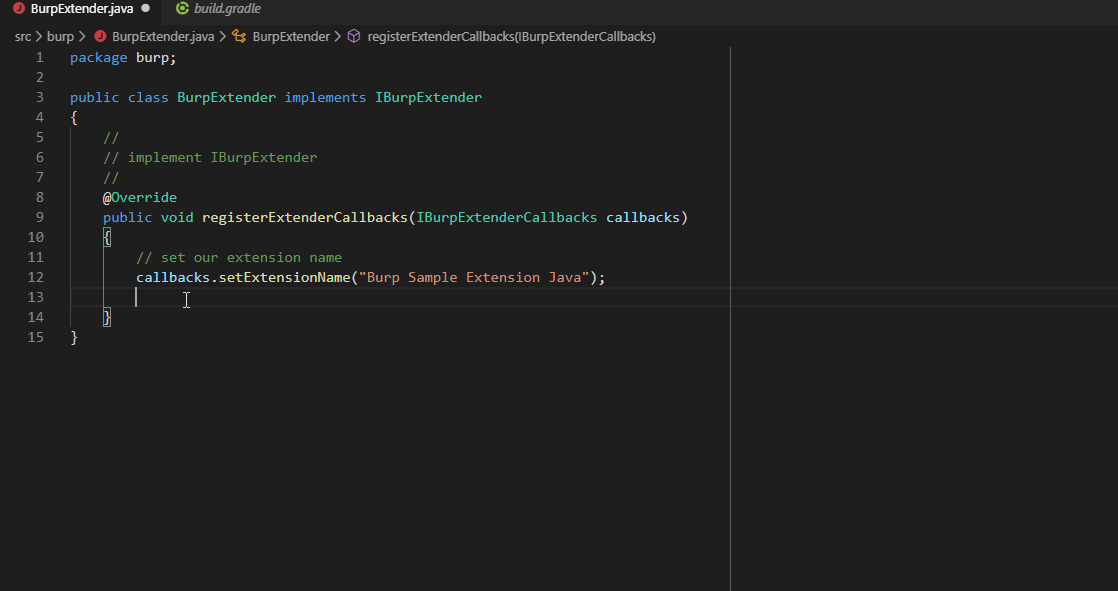 BurpExtender.java build.gradle
src > burp > BurpExtender.java > BurpExtender > registerExtenderCallbacks(IBurpExtenderCallbacks)
1 package burp;
2
3 public class BurpExtender implements IBurpExtender
4 {
5 //
6 // implement IBurpExtender
7 //
8 @Override
9 public void registerExtenderCallbacks(IBurpExtenderCallbacks callbacks)
10 {
11 // set our extension name
12 callbacks.setExtensionName("Burp Sample Extension Java");
13
14 }
15 }